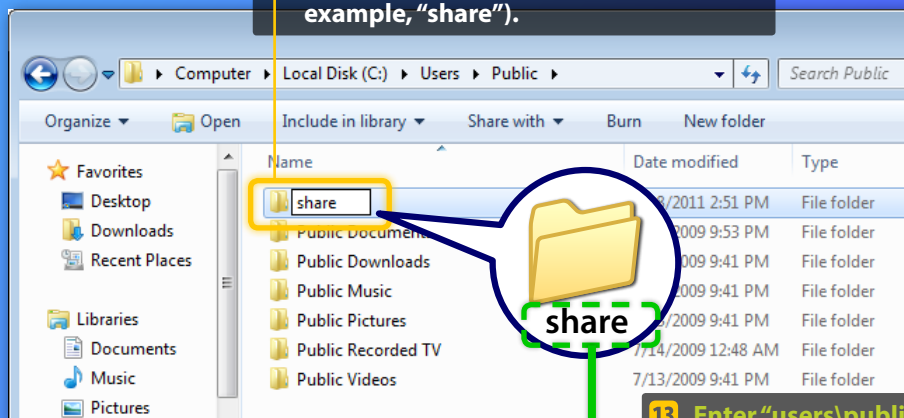 example, “share”).
Computer Local Disk (C:) Users Public Search Public
Organize Open Include in library Share with Burn New folder
Name Date modified Type
Favorites
Desktop
Downloads
Recent Places
Libraries
Documents
Music
Pictures
share 2011 2:51 PM File folder
Public Documents 2009 9:53 PM File folder
Public Downloads 2009 9:41 PM File folder
Public Music 2009 9:41 PM File folder
Public Pictures 2009 9:41 PM File folder
Public Recorded TV 7/14/2009 12:48 AM File folder
Public Videos 7/13/2009 9:41 PM File folder
share
13 Enter “users\publi